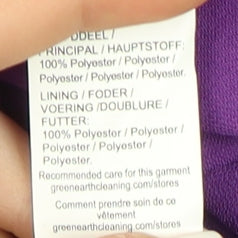 DEEL /
PRINCIPAL / HAUPTSTOFF:
100% Polyester / Polyester /
Polyester / Polyester / Polyester.
LINING / FODER /
VOERING /DOUBLURE /
FUTTER:
100% Polyester / Polyester /
Polyester / Polyester /
Polyester.
Recommended care for this garment
greenearthcleaning.com/stores
Comment prendre soin de ce
vêtement
greenearthcleaning.com/stores